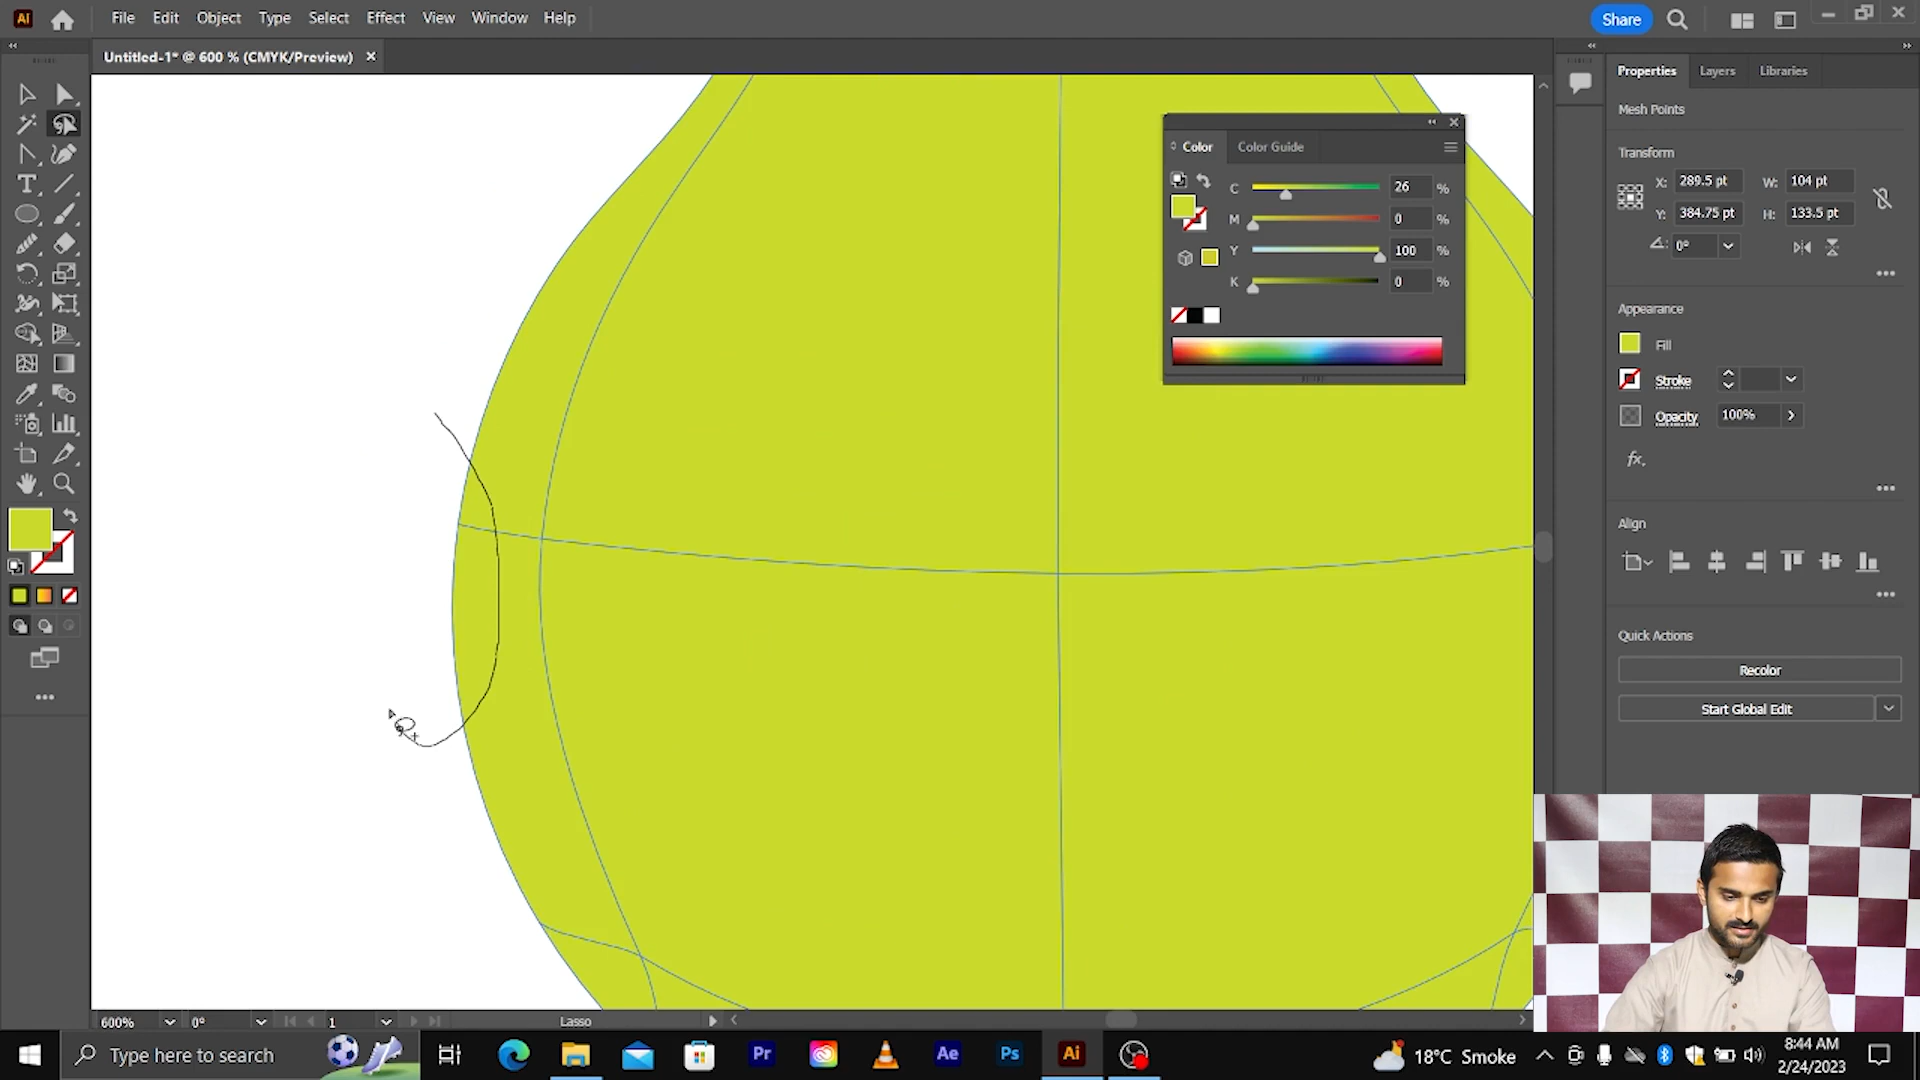 Ai File Edit Object Type Select Effect View Window Help Share
Untitled-1* @ 600 % (CMYK/Preview)
Properties Layers Libraries
Mesh Points
Transform
X: 289.5 pt W: 104 pt
Y: 384.75 pt H: 133.5 pt
0°
Appearance
Fill
Stroke
Opacity 100%
fx.
Align
Quick Actions
Recolor
Start Global Edit
Color Color Guide
C 26 %
M 0 %
Y 100 %
K 0 %
600% 0° 1 Lasso
Type here to search Pr Ae Ps Ai 18°C Smoke 8:44 AM
2/24/2023